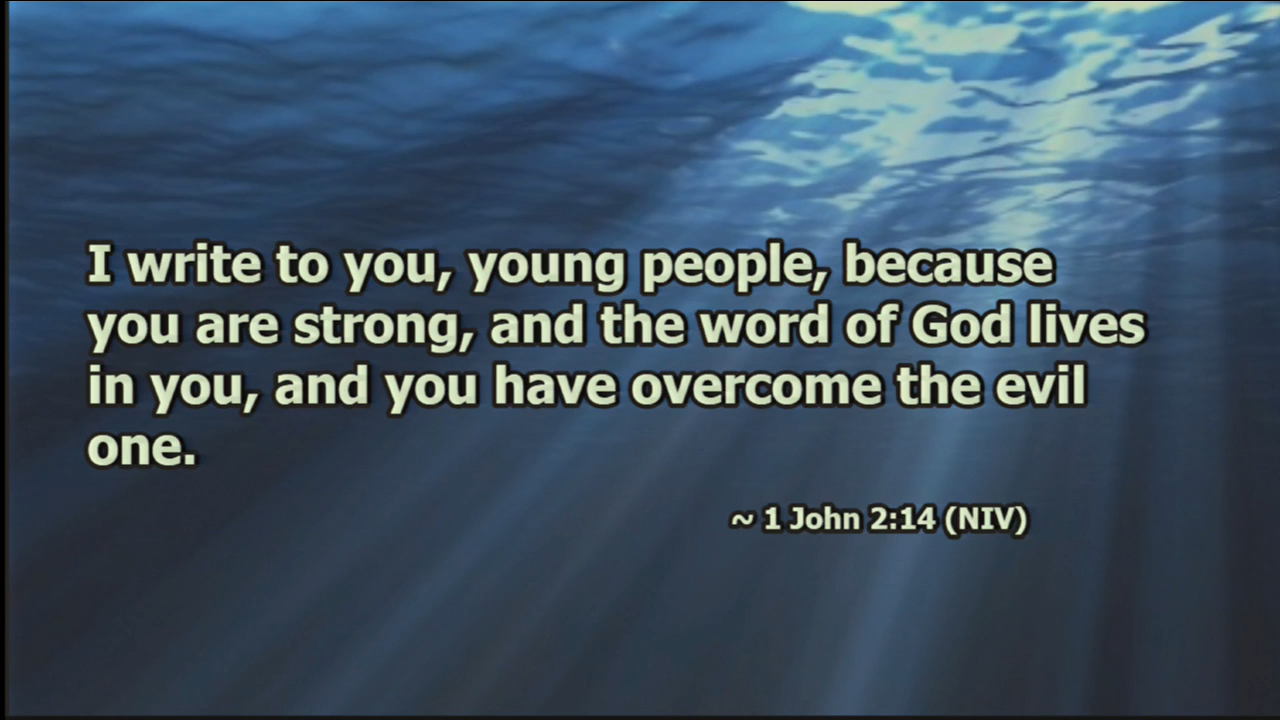 I write to you, young people, because
you are strong, and the word of God lives
in you, and you have overcome the evil
one.
~ 1 John 2:14 (NIV)